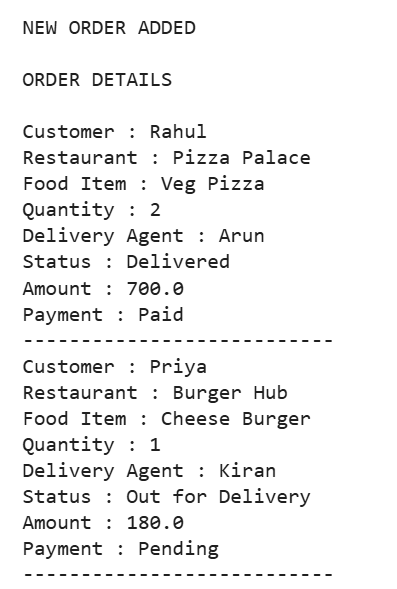 NEW ORDER ADDED
ORDER DETAILS
Customer : Rahul
Restaurant : Pizza Palace
Food Item : Veg Pizza
Quantity : 2
Delivery Agent : Arun
Status : Delivered
Amount : 700.0
Payment : Paid
---------------------------
Customer : Priya
Restaurant : Burger Hub
Food Item : Cheese Burger
Quantity : 1
Delivery Agent : Kiran
Status : Out for Delivery
Amount : 180.0
Payment : Pending
---------------------------